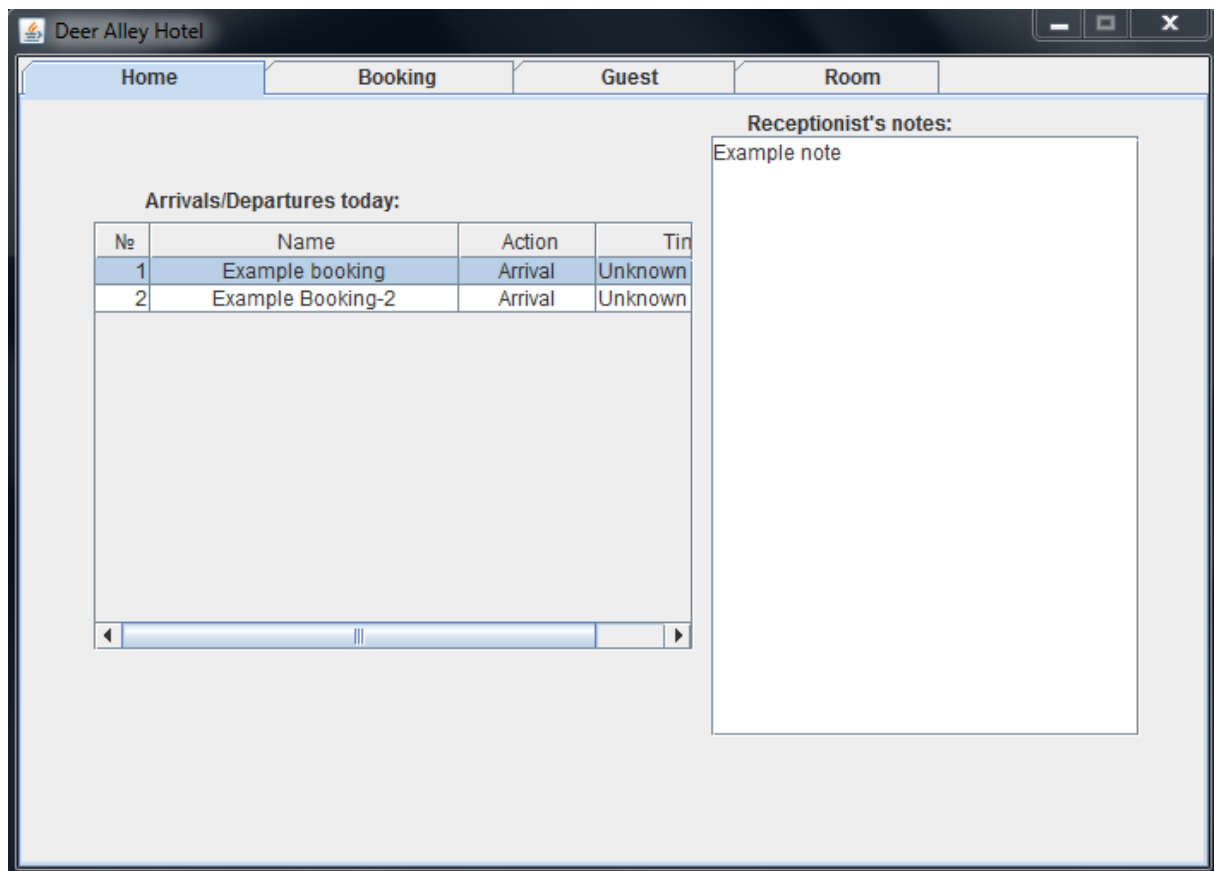 Deer Alley Hotel
Home Booking Guest Room
Receptionist's notes:
Example note
Arrivals/Departures today:
№ Name Action Tin
1 Example booking Arrival Unknown
2 Example Booking-2 Arrival Unknown